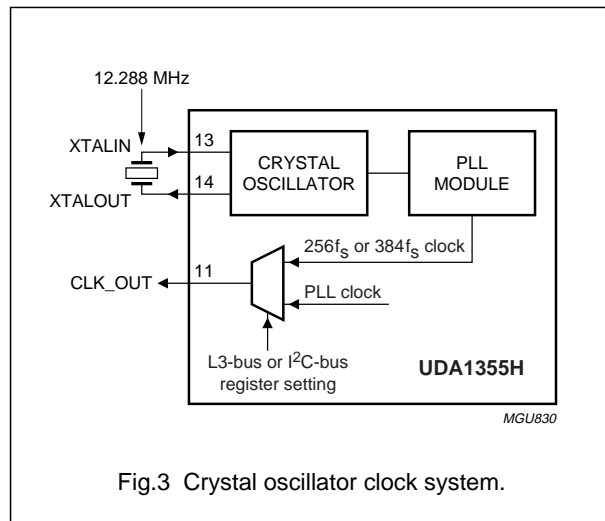 12.288 MHz
XTALIN
13
CRYSTAL
OSCILLATOR
PLL
MODULE
14
XTALOUT
256fs or 384fs clock
CLK_OUT
11
PLL clock
L3-bus or I²C-bus
register setting
UDA1355H
MGU830
Fig.3 Crystal oscillator clock system.